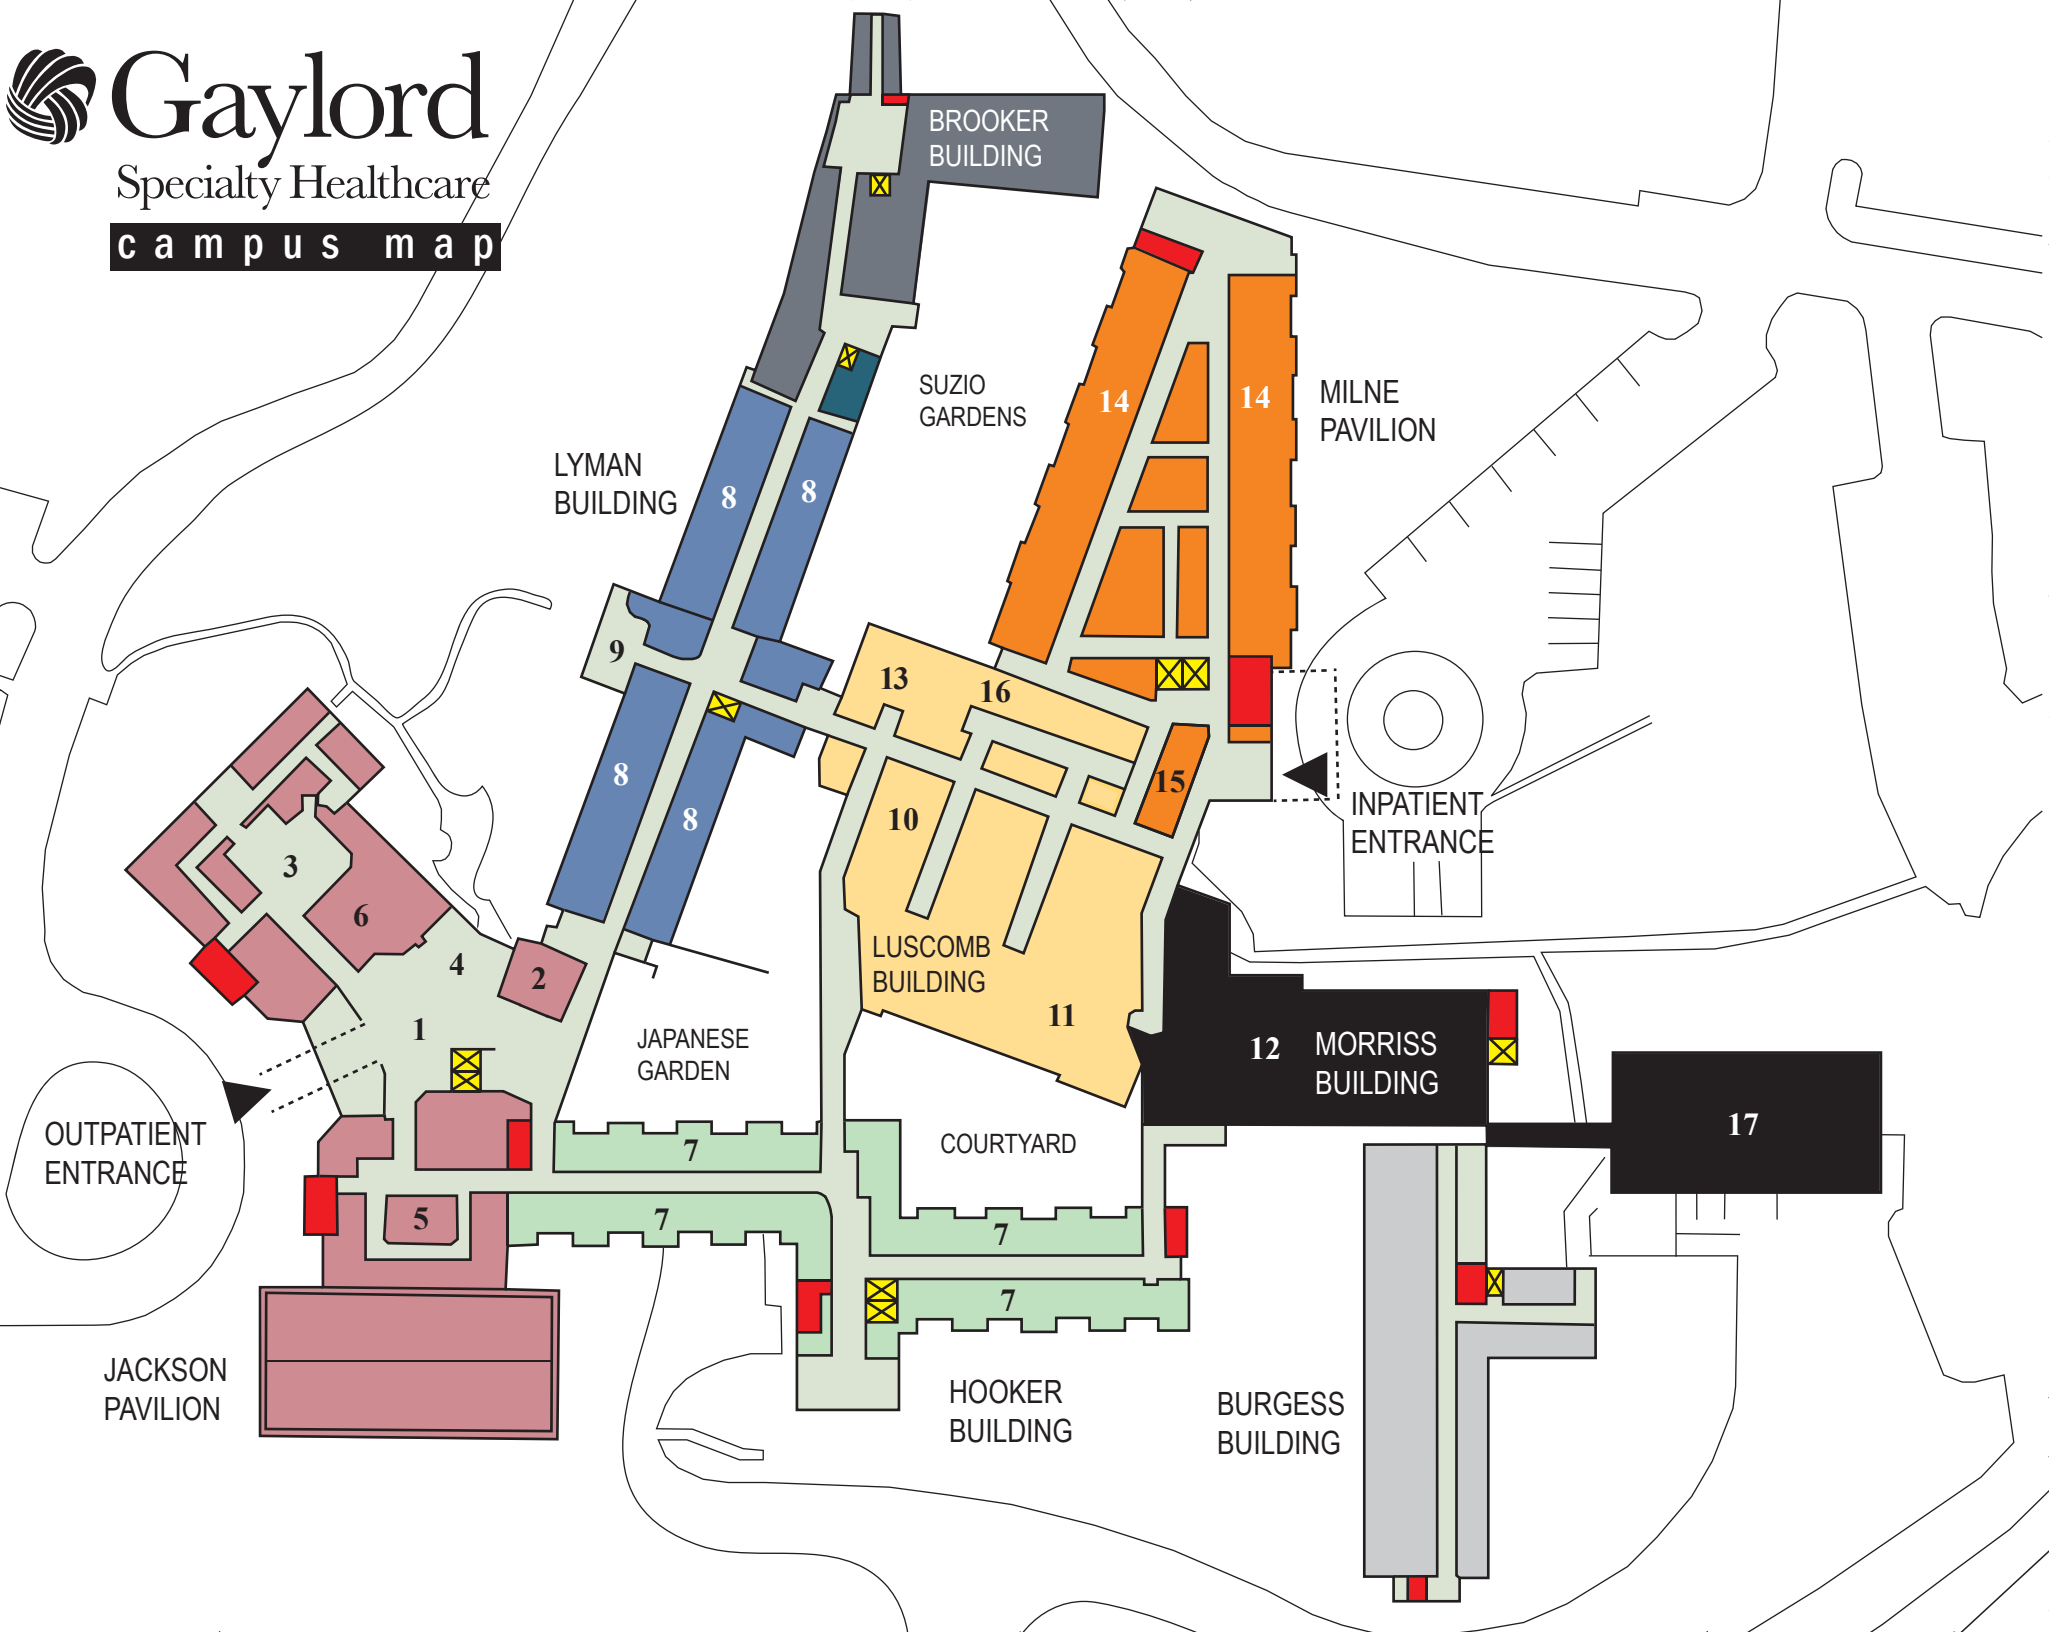 Gaylord
Specialty Healthcare
campus map
BROOKER
BUILDING
SUZIO
GARDENS
14
14
MILNE
PAVILION
LYMAN
BUILDING
8
8
9
13
16
8
8
10
15
INPATIENT
ENTRANCE
3
6
4
2
1
LUSCOMB
BUILDING
11
JAPANESE
GARDEN
12
MORRISS
BUILDING
17
OUTPATIENT
ENTRANCE
7
COURTYARD
5
7
7
7
JACKSON
PAVILION
HOOKER
BUILDING
BURGESS
BUILDING